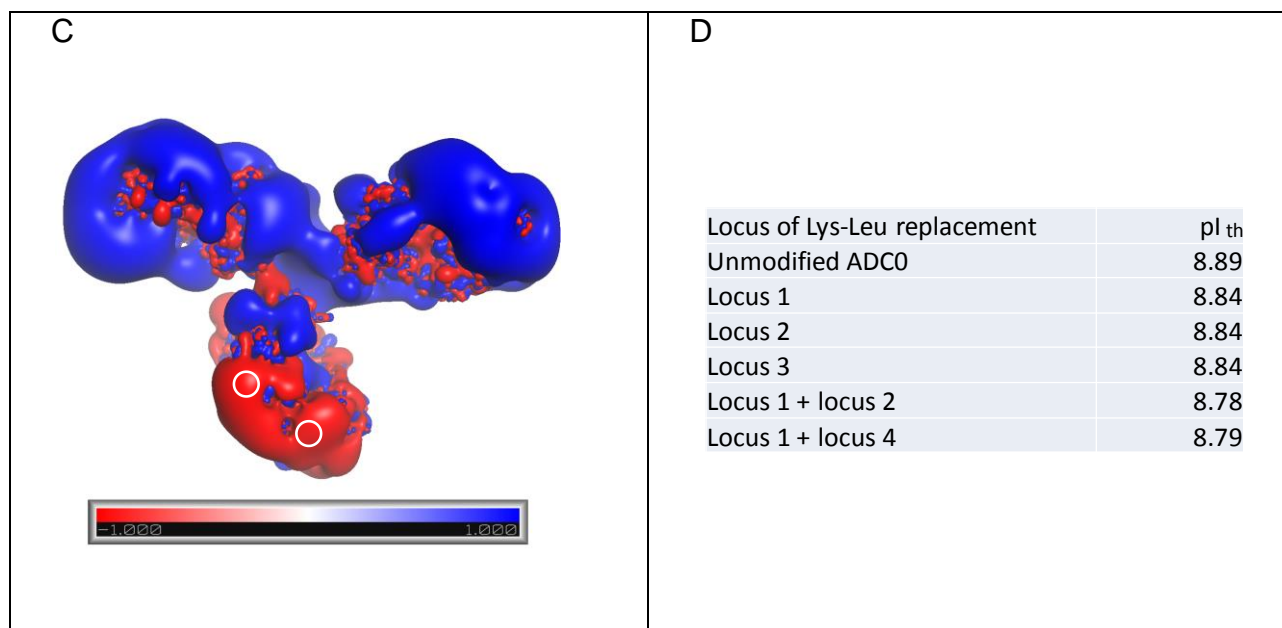 C
D
-1.000 1.000
Locus of Lys-Leu replacement pI th
Unmodified ADC0 8.89
Locus 1 8.84
Locus 2 8.84
Locus 3 8.84
Locus 1 + locus 2 8.78
Locus 1 + locus 4 8.79